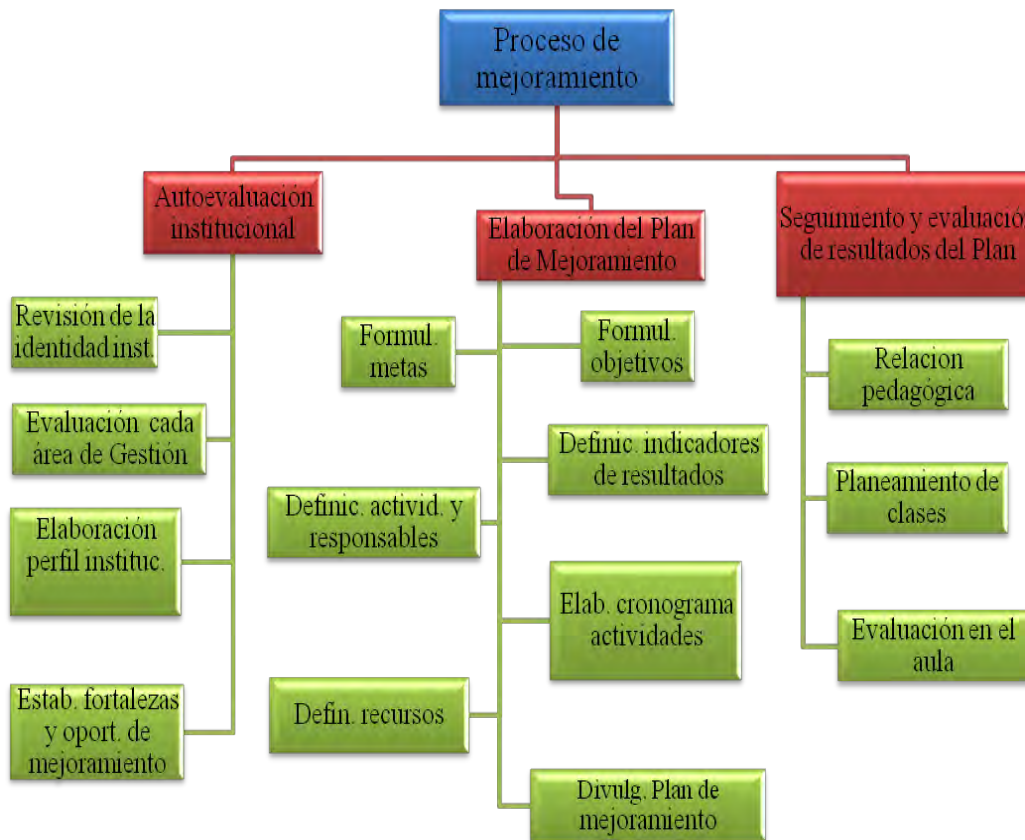 Proceso de
mejoramiento
Autoevaluación
institucional
Elaboración del Plan
de Mejoramiento
Seguimiento y evaluación
de resultados del Plan
Revisión de la
identidad inst.
Evaluación cada
área de Gestión
Elaboración
perfil instituc.
Estab. fortalezas
y oport. de
mejoramiento
Formul.
metas
Formul.
objetivos
Definic. indicadores
de resultados
Definic. activid. y
responsables
Elab. cronograma
actividades
Defin. recursos
Divulg. Plan de
mejoramiento
Relacion
pedagógica
Planeamiento de
clases
Evaluación en el
aula